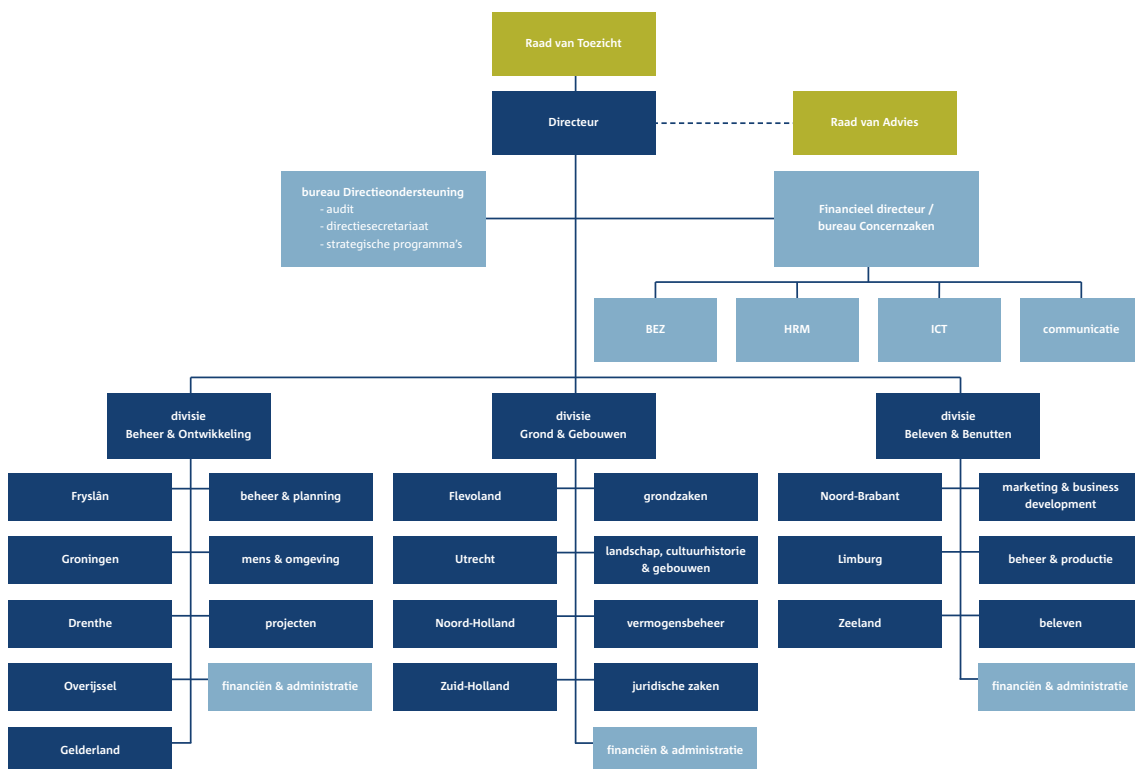 Raad van Toezicht
Directeur
Raad van Advies
bureau Directieondersteuning
- audit
- directiesecretariaat
- strategische programma's
Financieel directeur /
bureau Concernzaken
BEZ
HRM
ICT
communicatie
divisie
Beheer & Ontwikkeling
Fryslân
beheer & planning
Groningen
mens & omgeving
Drenthe
projecten
Overijssel
financiën & administratie
Gelderland
divisie
Grond & Gebouwen
Flevoland
grondzaken
Utrecht
landschap, cultuurhistorie
& gebouwen
Noord-Holland
vermogensbeheer
Zuid-Holland
juridische zaken
financiën & administratie
divisie
Beleven & Benutten
Noord-Brabant
marketing & business
development
Limburg
beheer & productie
Zeeland
beleven
financiën & administratie